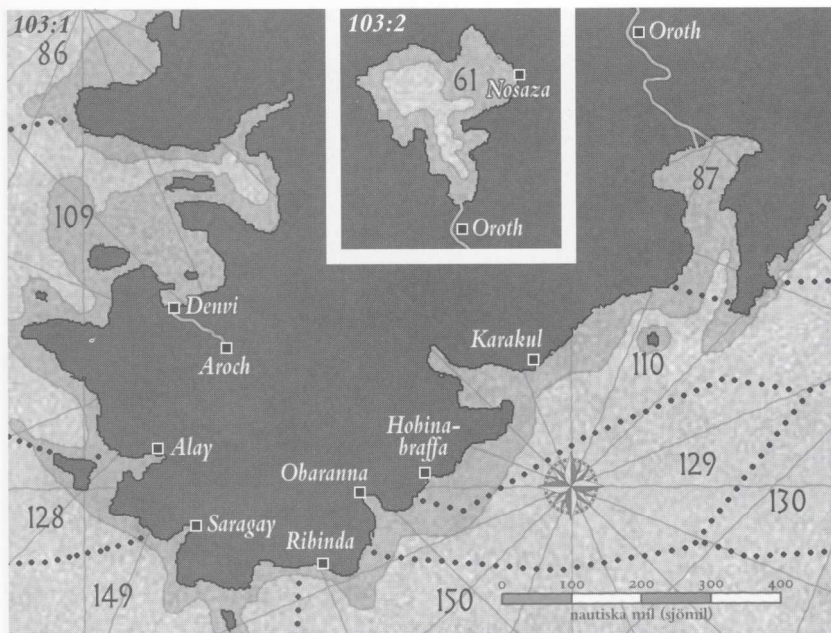 103:1
86
103:2
61
Nosaza
Oroth
Oroth
87
109
Denvi
Aroch
Karakul
110
Hobina-
braffa
Alay
Obaranna
129
130
128
Saragay
Ribinda
149
150
0 100 200 300 400
nautiska mil (sjömil)